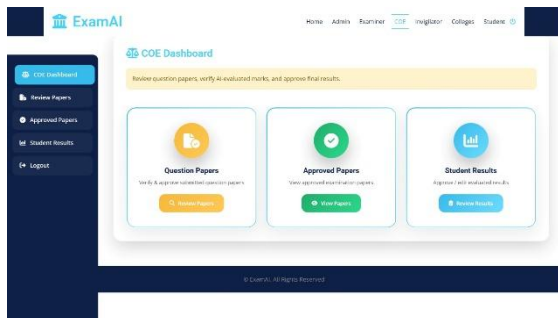 ExamAI
Home Admin Examiner COE Invigilator Colleges Student
COE Dashboard
Review question papers, verify AI-evaluated marks, and approve final results.
COE Dashboard
Review Papers
Approved Papers
Student Results
Logout
Question Papers
Verify & approve submitted question papers
Review Papers
Approved Papers
View approved examination papers.
View Papers
Student Results
evaluated results.
Review Results
© ExamAI. All Rights Reserved